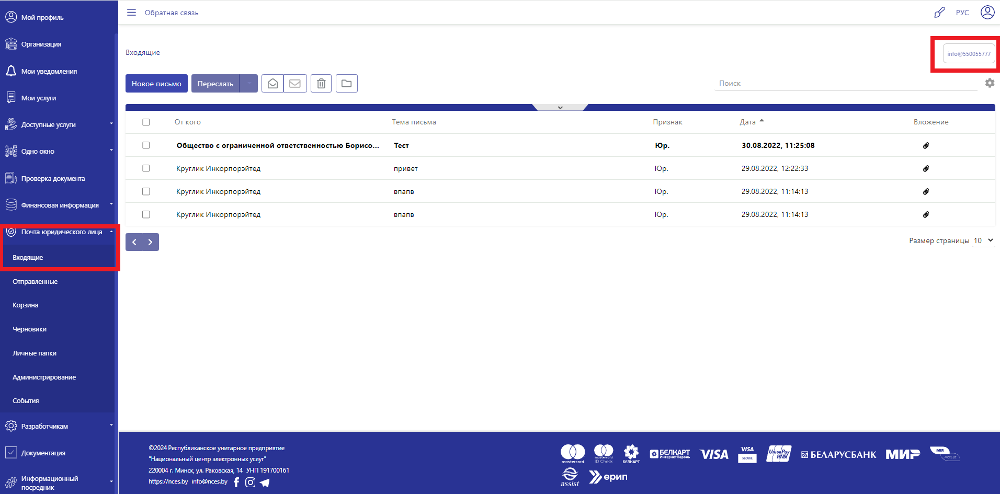 Мой профиль
Организация
Мои уведомления
Мои услуги
Доступные услуги
Одно окно
Проверка документа
Финансовая информация
Почта юридического лица
Входящие
Отправленные
Корзина
Черновики
Личные папки
Администрирование
События
Разработчикам
Документация
Информационный
посредник
Обратная связь
РУС
Входящие
info@550055777
Новое письмо
Переслать
Поиск
От кого Тема письма Признак Дата Вложение
Общество с ограниченной ответственностью Борисо... Тест Юр. 30.08.2022, 11:25:08
Круглик Инкорпорэйтед привет Юр. 29.08.2022, 12:22:33
Круглик Инкорпорэйтед впапв Юр. 29.08.2022, 11:14:13
Круглик Инкорпорэйтед впапв Юр. 29.08.2022, 11:14:13
Размер страницы 10
©2024 Республиканское унитарное предприятие
"Национальный центр электронных услуг"
220004 г. Минск, ул. Раковская, 14 УНП 191700161
https://nces.by info@nces.by
mastercard
mastercard.
ID Check
БЕЛКАРТ
БЕЛКАРТ
ИнтернетПароль
VISA
VISA
SECURE
UnionPay
银联
БЕЛАРУСБАНК
МИР
MIR
Accept
assist
ерип